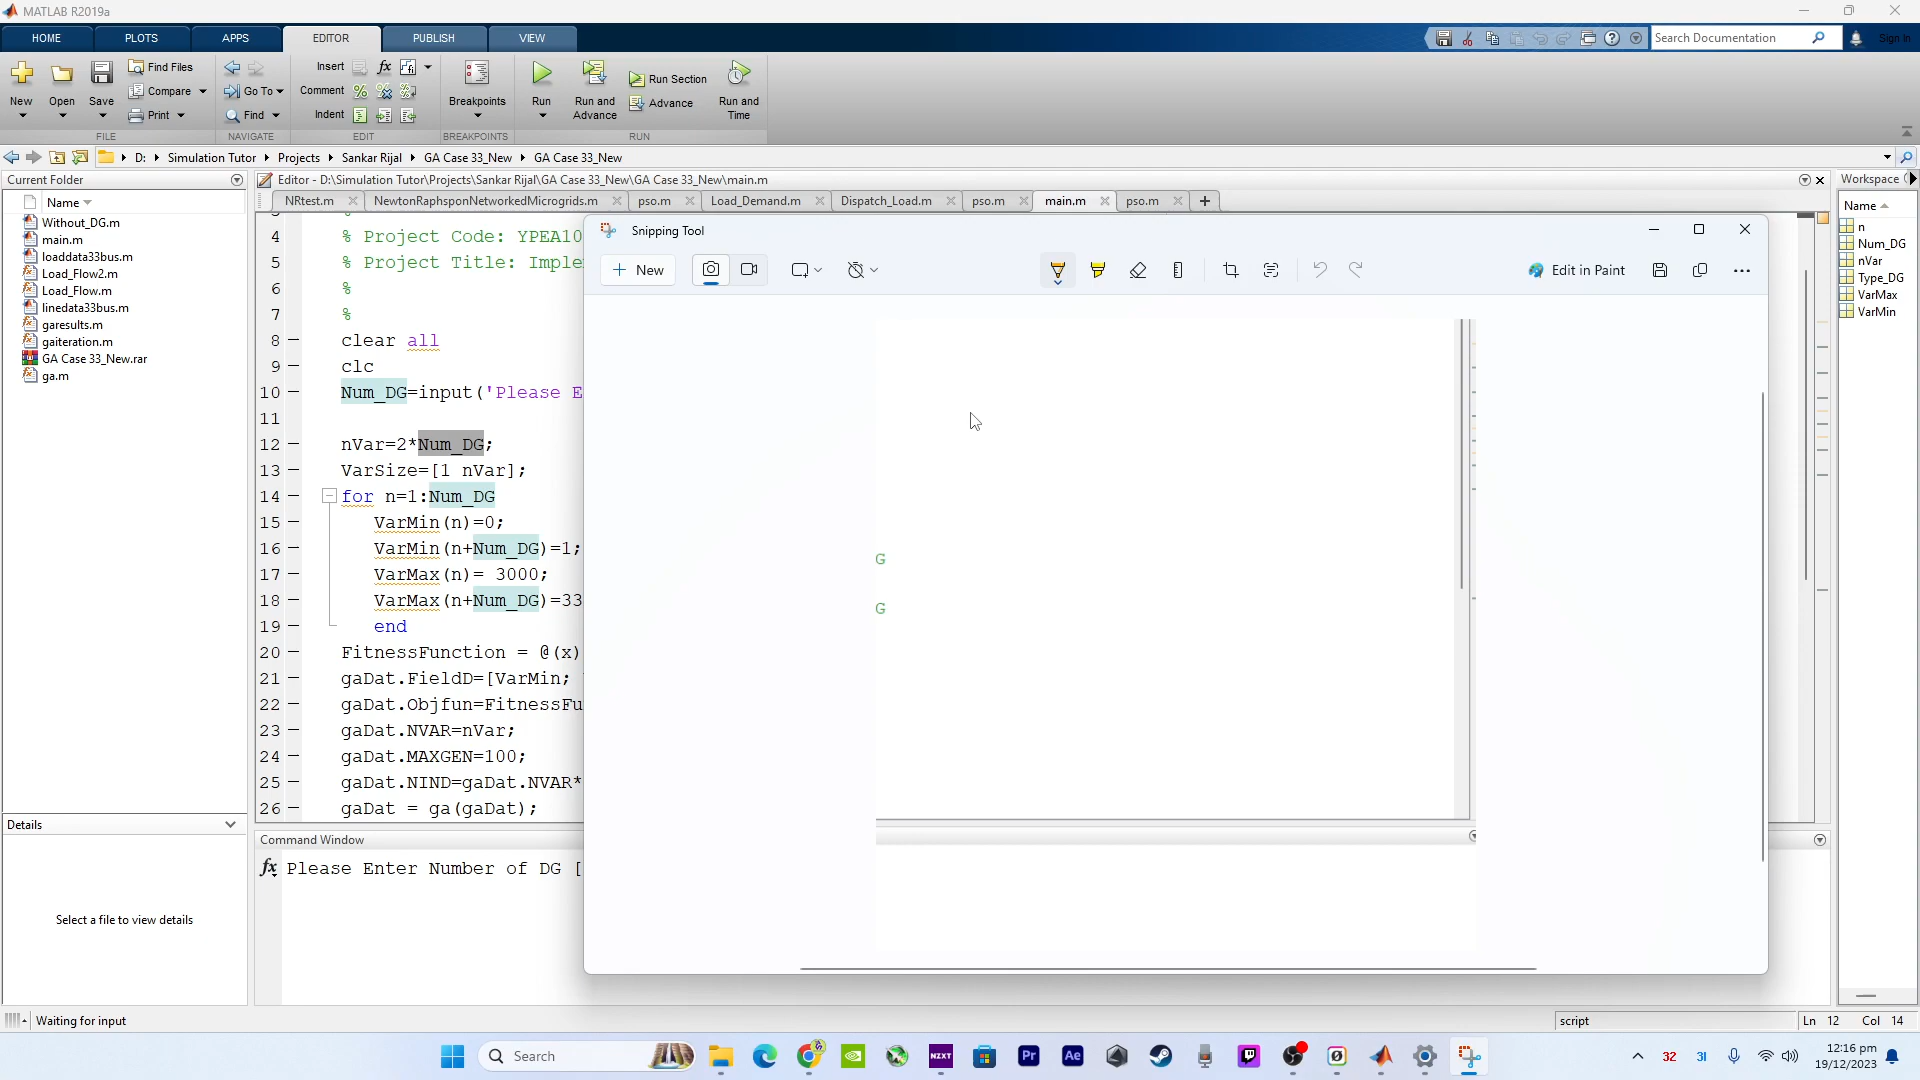 MATLAB R2019a
HOME PLOTS APPS EDITOR PUBLISH VIEW
Search Documentation
Sign In
New Open Save
Find Files
Compare
Print
FILE
Go To
Find
NAVIGATE
Insert fx
Comment
Indent
EDIT
Breakpoints
BREAKPOINTS
Run
Run and Advance
Run Section
Advance
Run and Time
RUN
D: Simulation Tutor Projects Sankar Rijal GA Case 33_New GA Case 33_New
Current Folder
Name
Without_DG.m
main.m
loaddata33bus.m
Load_Flow2.m
Load_Flow.m
linedata33bus.m
garesults.m
gaiteration.m
GA Case 33_New.rar
ga.m
Details
Select a file to view details
Editor - D:\Simulation Tutor\Projects\Sankar Rijal\GA Case 33_New\GA Case 33_New\main.m
NRtest.m NewtonRaphsponNetworkedMicrogrids.m pso.m Load_Demand.m Dispatch_Load.m pso.m main.m pso.m
4 % Project Code: YPEA10
5 % Project Title: Imple
6 %
7 %
8 clear all
9 clc
10 Num_DG=input('Please E
11
12 nVar=2*Num_DG;
13 VarSize=[1 nVar];
14 for n=1:Num_DG
15 VarMin(n)=0;
16 VarMin(n+Num_DG)=1;
17 VarMax(n)= 3000;
18 VarMax(n+Num_DG)=33
19 end
20 FitnessFunction = @(x)
21 gaDat.FieldD=[VarMin;
22 gaDat.Objfun=FitnessFu
23 gaDat.NVAR=nVar;
24 gaDat.MAXGEN=100;
25 gaDat.NIND=gaDat.NVAR*
26 gaDat = ga(gaDat);
Command Window
fx Please Enter Number of DG [
Snipping Tool
New
Edit in Paint
G
G
Workspace
Name
n
Num_DG
nVar
Type_DG
VarMax
VarMin
Waiting for input
script
Ln 12 Col 14
Search
NZXT
Pr
Ae
32
31
12:16 pm
19/12/2023